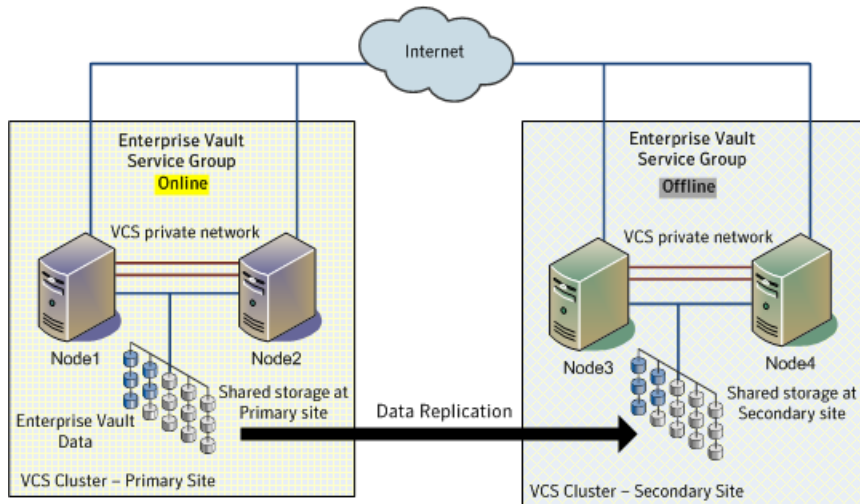 Internet
Enterprise Vault
Service Group
Online
VCS private network
Node1
Node2
Enterprise Vault
Data
Shared storage at
Primary site
VCS Cluster – Primary Site
Data Replication
Enterprise Vault
Service Group
Offline
VCS private network
Node3
Node4
Shared storage at
Secondary site
VCS Cluster – Secondary Site